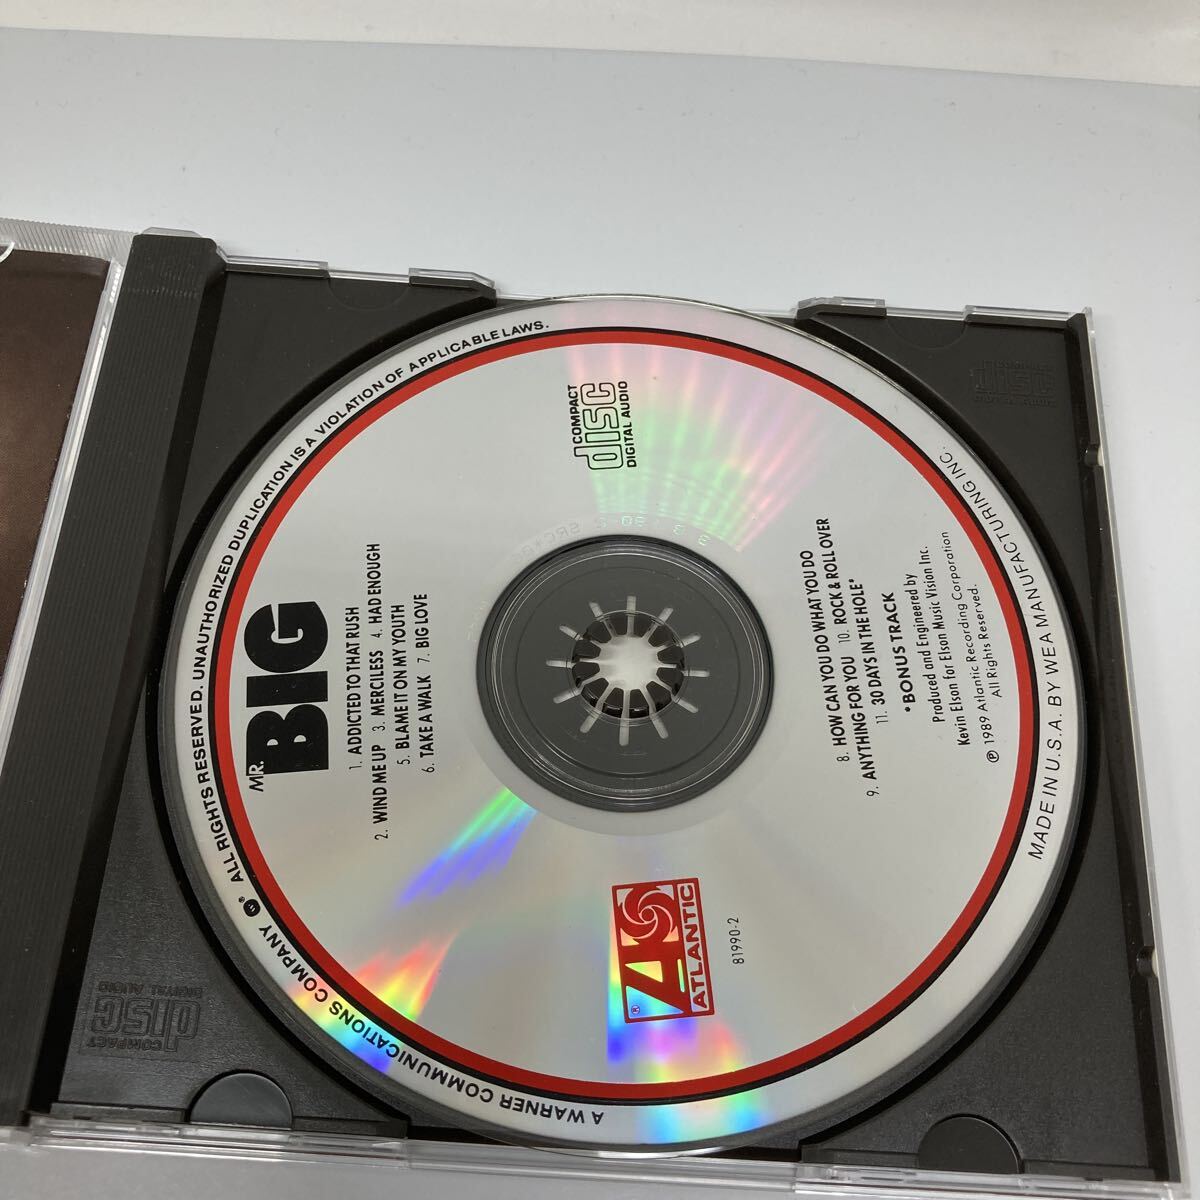 MR.
BIG
1. ADDICTED TO THAT RUSH
2. WIND ME UP 3. MERCILESS 4. HAD ENOUGH
5. BLAME IT ON MY YOUTH
6. TAKE A WALK 7. BIG LOVE
COMPACT
disc
DIGITAL AUDIO
® ATLANTIC
81990-2
8. HOW CAN YOU DO WHAT YOU DO
9. ANYTHING FOR YOU 10. ROCK & ROLL OVER
11. 30 DAYS IN THE HOLE*
*BONUS TRACK
Produced and Engineered by
Kevin Elson for Elson Music Vision Inc.
℗ 1989 Atlantic Recording Corporation
All Rights Reserved.
A WARNER COMMUNICATIONS COMPANY ® ALL RIGHTS RESERVED. UNAUTHORIZED DUPLICATION IS A VIOLATION OF APPLICABLE LAWS.
MADE IN U.S.A. BY WEA MANUFACTURING INC.
COMPACT
disc
DIGITAL AUDIO
COMPACT
disc
DIGITAL AUDIO